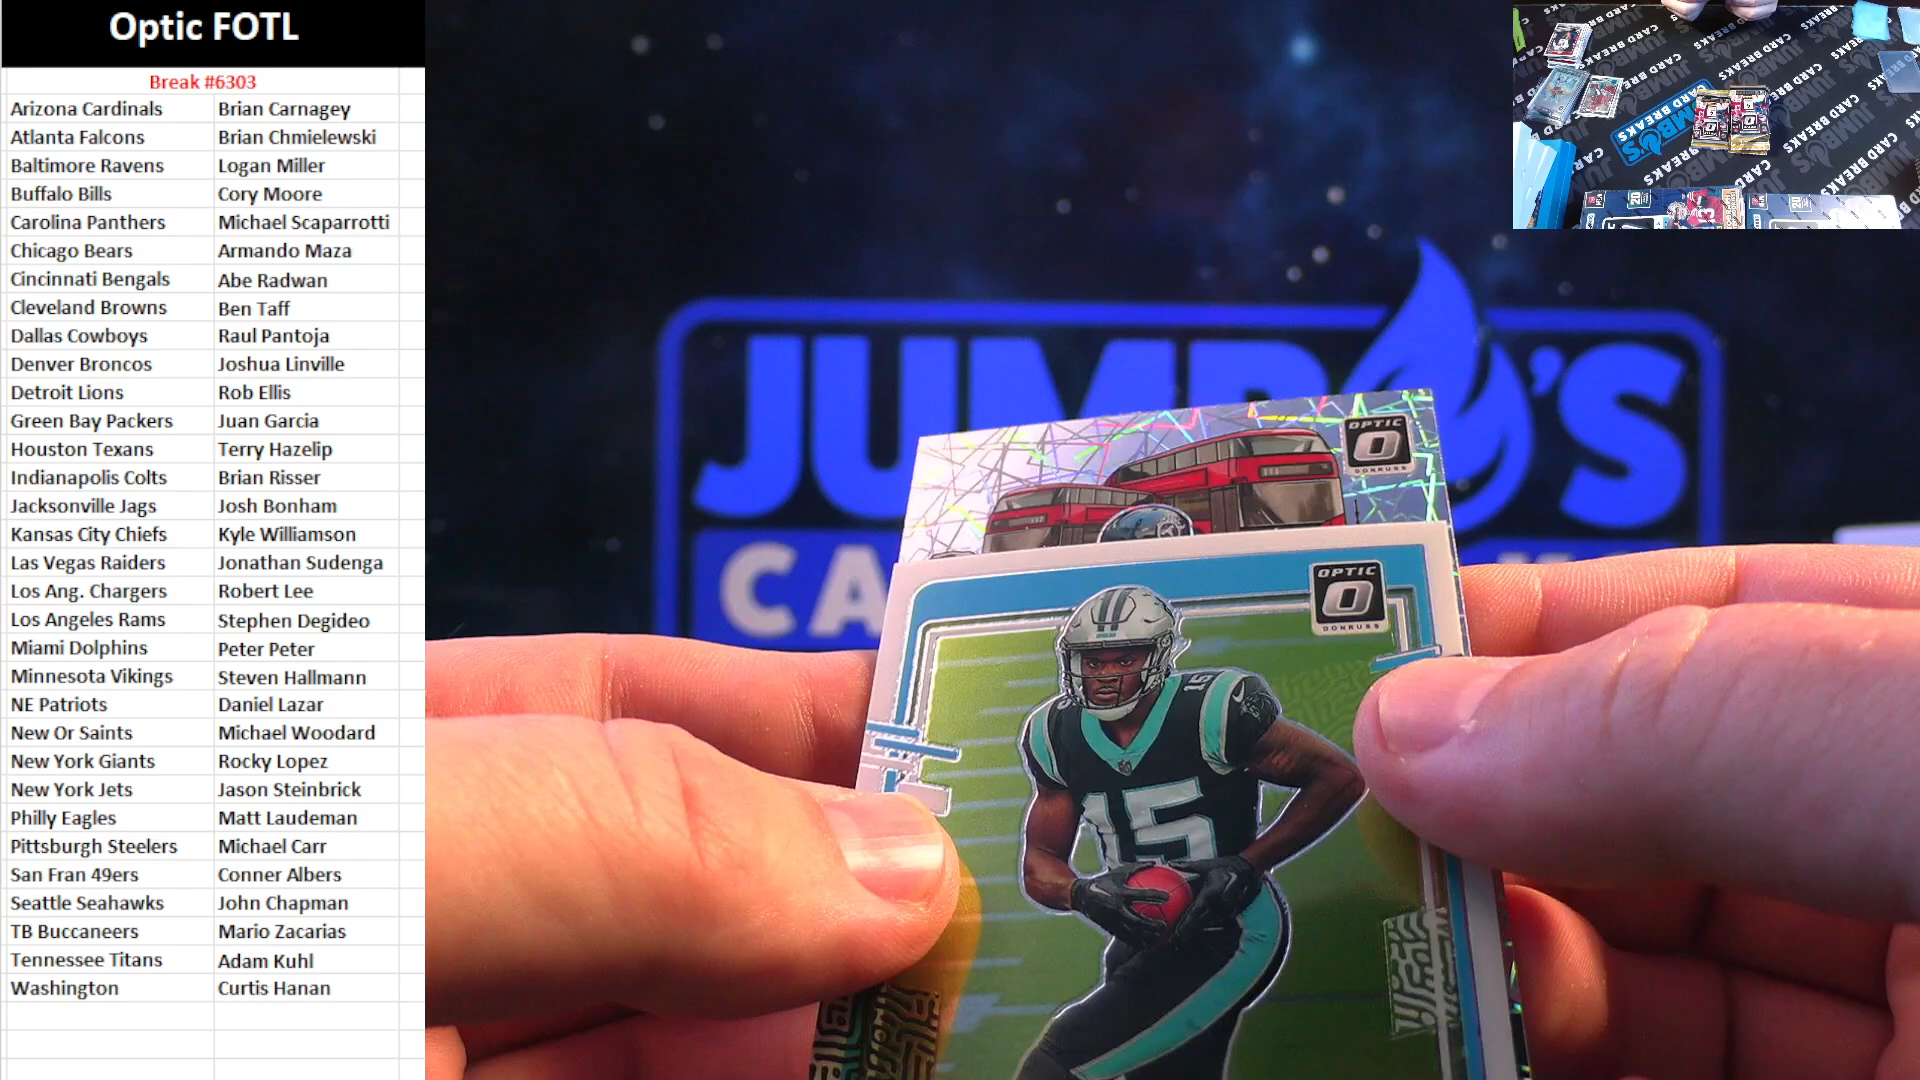 Optic FOTL
Break #6303
Arizona Cardinals Brian Carnagey
Atlanta Falcons Brian Chmielewski
Baltimore Ravens Logan Miller
Buffalo Bills Cory Moore
Carolina Panthers Michael Scaparrotti
Chicago Bears Armando Maza
Cincinnati Bengals Abe Radwan
Cleveland Browns Ben Taff
Dallas Cowboys Raul Pantoja
Denver Broncos Joshua Linville
Detroit Lions Rob Ellis
Green Bay Packers Juan Garcia
Houston Texans Terry Hazelip
Indianapolis Colts Brian Risser
Jacksonville Jags Josh Bonham
Kansas City Chiefs Kyle Williamson
Las Vegas Raiders Jonathan Sudenga
Los Ang. Chargers Robert Lee
Los Angeles Rams Stephen Degideo
Miami Dolphins Peter Peter
Minnesota Vikings Steven Hallmann
NE Patriots Daniel Lazar
New Or Saints Michael Woodard
New York Giants Rocky Lopez
New York Jets Jason Steinbrick
Philly Eagles Matt Laudeman
Pittsburgh Steelers Michael Carr
San Fran 49ers Conner Albers
Seattle Seahawks John Chapman
TB Buccaneers Mario Zacarias
Tennessee Titans Adam Kuhl
Washington Curtis Hanan
JUMBO'S
CA
OPTIC
O
DONRUSS
OPTIC
O
DONRUSS
15
15
JUMBO'S
CARD BREAKS